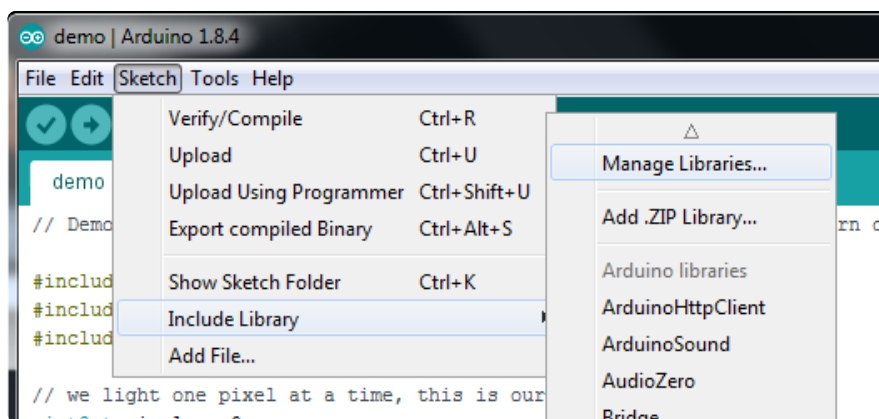 demo | Arduino 1.8.4
File Edit Sketch Tools Help
demo
Verify/Compile Ctrl+R
Upload Ctrl+U
Upload Using Programmer Ctrl+Shift+U
Export compiled Binary Ctrl+Alt+S
Show Sketch Folder Ctrl+K
Include Library
Add File...
Manage Libraries...
Add .ZIP Library...
Arduino libraries
ArduinoHttpClient
ArduinoSound
AudioZero
Bridge
// Demo
#includ
#includ
#includ
// we light one pixel at a time, this is our